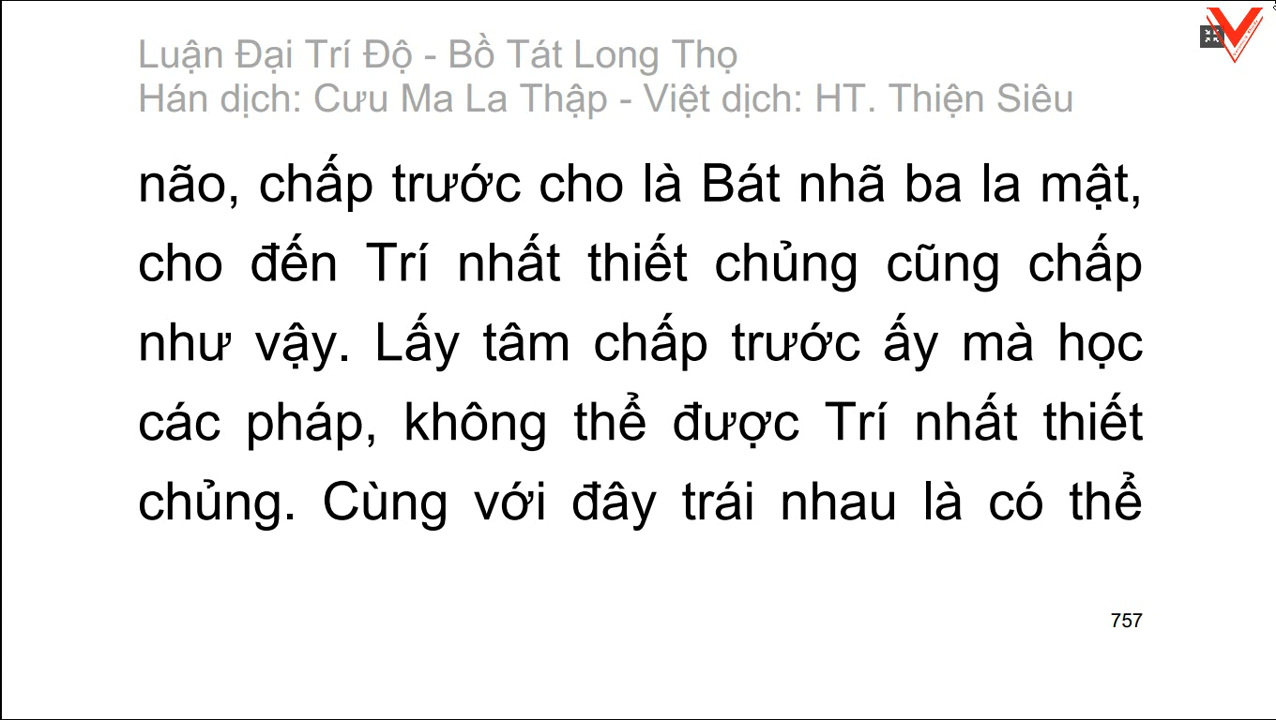 Luận Đại Trí Độ - Bồ Tát Long Thọ
Hán dịch: Cưu Ma La Thập - Việt dịch: HT. Thiện Siêu
não, chấp trước cho là Bát nhã ba la mật,
cho đến Trí nhất thiết chủng cũng chấp
như vậy. Lấy tâm chấp trước ấy mà học
các pháp, không thể được Trí nhất thiết
chủng. Cùng với đây trái nhau là có thể
757